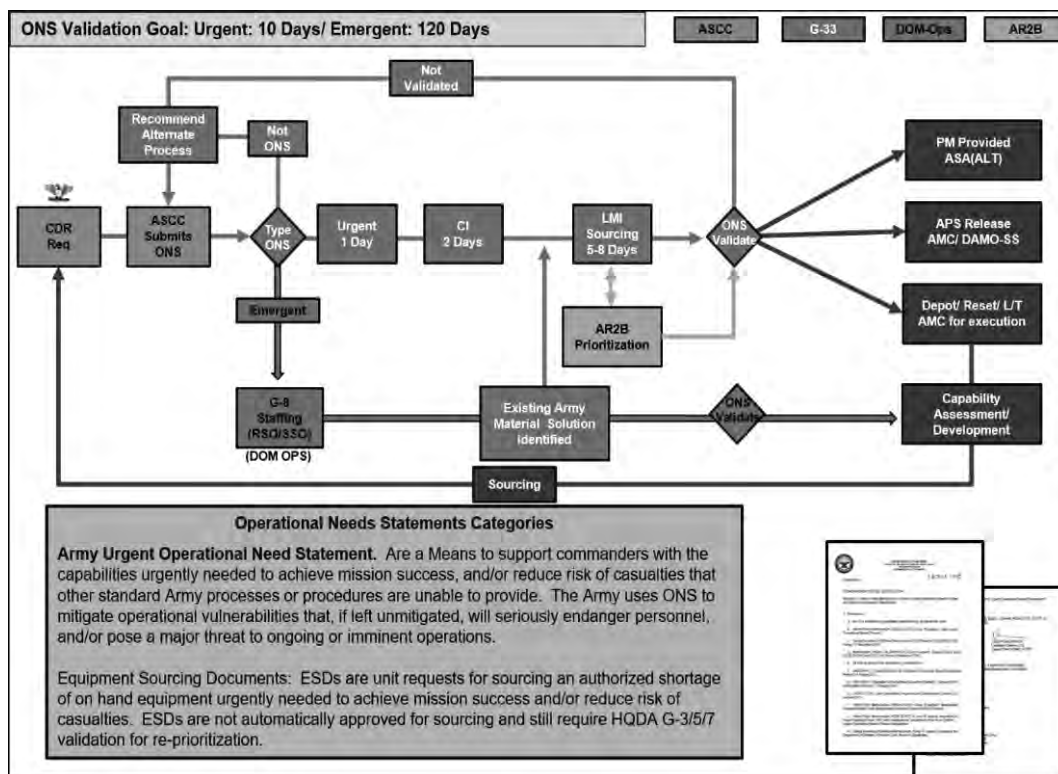 ONS Validation Goal: Urgent: 10 Days/ Emergent: 120 Days
ASCC
G-33
DOM-Ops
AR2B
Not
Validated
Recommend
Alternate
Process
Not
ONS
CDR
Req
ASCC
Submits
ONS
Type
ONS
Urgent
1 Day
CI
2 Days
LMI
Sourcing
5-8 Days
ONS
Validate
PM Provided
ASA(ALT)
APS Release
AMC/ DAMO-SS
Depot/ Reset/ L/T
AMC for execution
Emergent
AR2B
Prioritization
G-8
Staffing
(RSO/SSO)
(DOM OPS)
Existing Army
Material Solution
identified
ONS
Validate
Capability
Assessment/
Development
Sourcing
Operational Needs Statements Categories
Army Urgent Operational Need Statement. Are a Means to support commanders with the
capabilities urgently needed to achieve mission success, and/or reduce risk of casualties that
other standard Army processes or procedures are unable to provide. The Army uses ONS to
mitigate operational vulnerabilities that, if left unmitigated, will seriously endanger personnel,
and/or pose a major threat to ongoing or imminent operations.
Equipment Sourcing Documents: ESDs are unit requests for sourcing an authorized shortage
of on hand equipment urgently needed to achieve mission success and/or reduce risk of
casualties. ESDs are not automatically approved for sourcing and still require HQDA G-3/5/7
validation for re-prioritization.